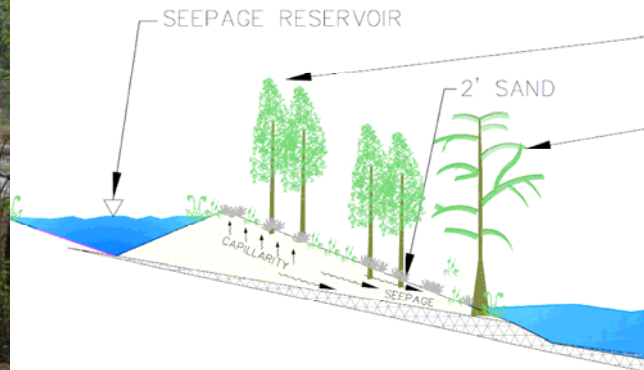 SEEPAGE RESERVOIR
2' SAND
CAPILLARITY
SEEPAGE